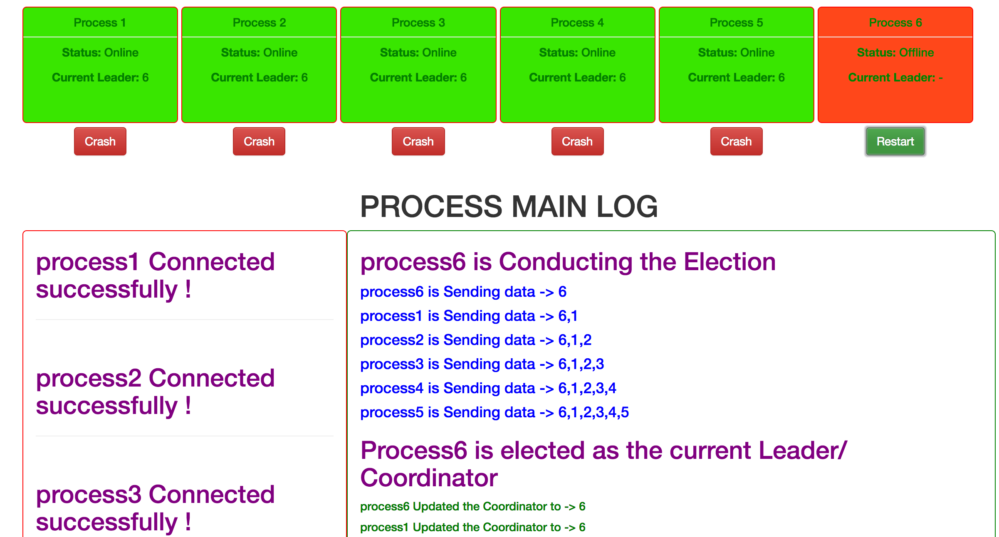 Process 1
Status: Online
Current Leader: 6
Crash
Process 2
Status: Online
Current Leader: 6
Crash
Process 3
Status: Online
Current Leader: 6
Crash
Process 4
Status: Online
Current Leader: 6
Crash
Process 5
Status: Online
Current Leader: 6
Crash
Process 6
Status: Offline
Current Leader: -
Restart
PROCESS MAIN LOG
process1 Connected
successfully !
process2 Connected
successfully !
process3 Connected
successfully !
process6 is Conducting the Election
process6 is Sending data -> 6
process1 is Sending data -> 6,1
process2 is Sending data -> 6,1,2
process3 is Sending data -> 6,1,2,3
process4 is Sending data -> 6,1,2,3,4
process5 is Sending data -> 6,1,2,3,4,5
Process6 is elected as the current Leader/
Coordinator
process6 Updated the Coordinator to -> 6
process1 Updated the Coordinator to -> 6